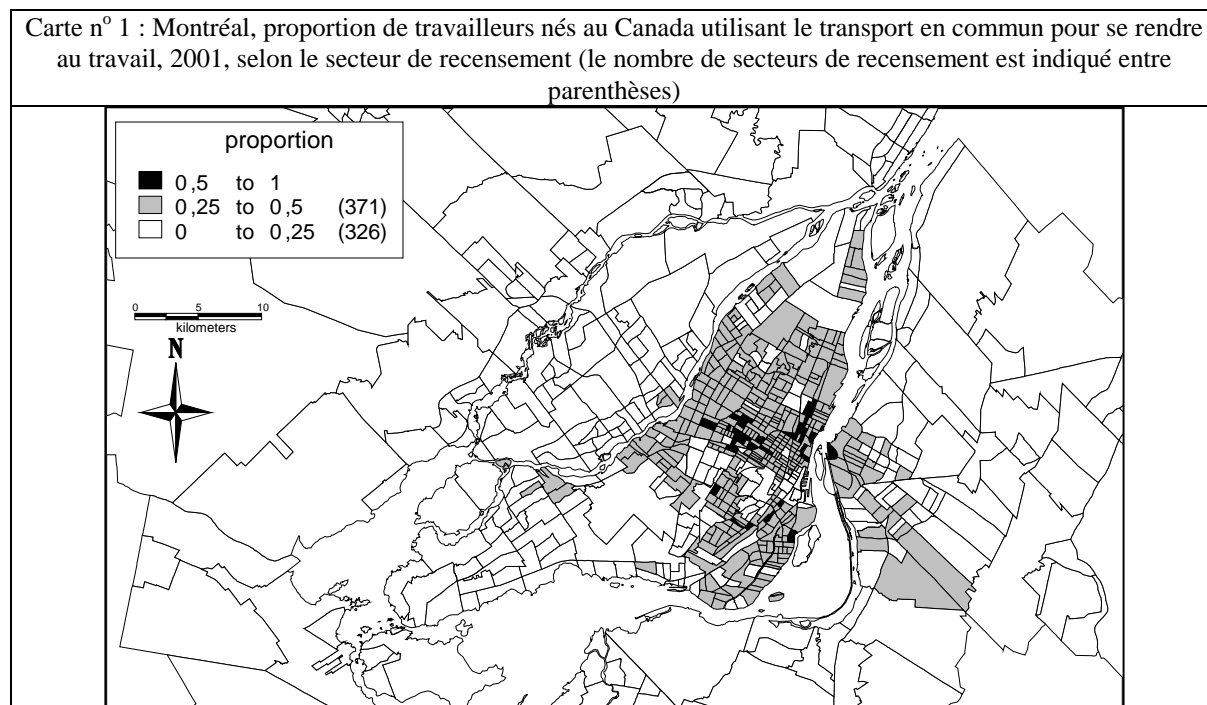 Carte nº 1 : Montréal, proportion de travailleurs nés au Canada utilisant le transport en commun pour se rendre
au travail, 2001, selon le secteur de recensement (le nombre de secteurs de recensement est indiqué entre
parenthèses)
proportion
0,5 to 1
0,25 to 0,5 (371)
0 to 0,25 (326)
0 5 10
kilometers
N